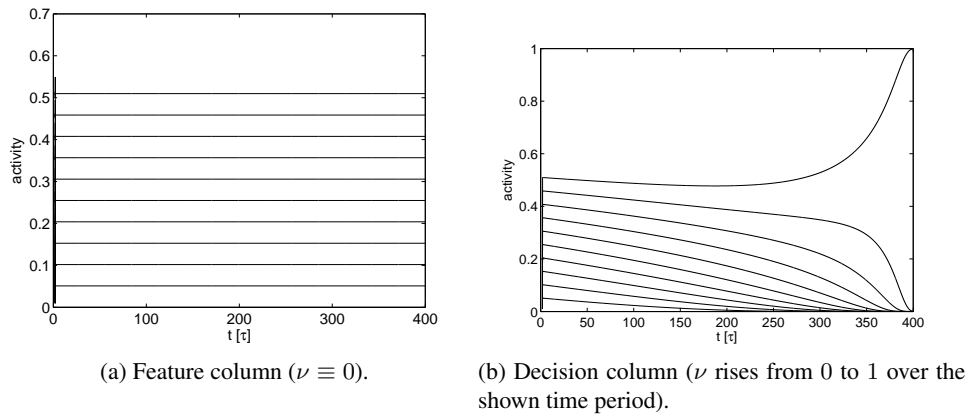 0.7
0.6
0.5
0.4
0.3
0.2
0.1
0
activity
0 100 200 300 400
t [τ]
(a) Feature column (ν ≡ 0).
1
0.8
0.6
0.4
0.2
0
activity
0 50 100 150 200 250 300 350 400
t [τ]
(b) Decision column (ν rises from 0 to 1 over the
shown time period).